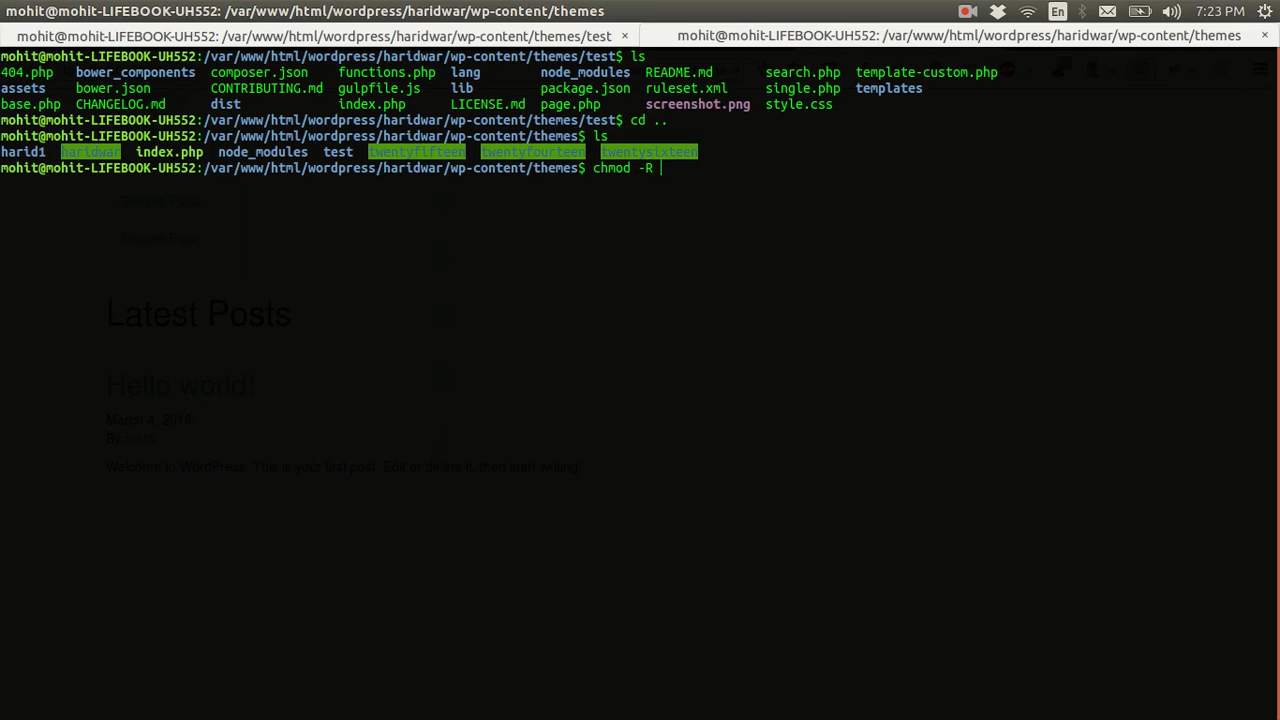 mohit@mohit-LIFEBOOK-UH552: /var/www/html/wordpress/haridwar/wp-content/themes
En
7:23 PM
mohit@mohit-LIFEBOOK-UH552: /var/www/html/wordpress/haridwar/wp-content/themes/test ×
mohit@mohit-LIFEBOOK-UH552: /var/www/html/wordpress/haridwar/wp-content/themes ×
mohit@mohit-LIFEBOOK-UH552:/var/www/html/wordpress/haridwar/wp-content/themes/test$ ls
404.php bower_components composer.json functions.php lang node_modules README.md search.php template-custom.php
assets bower.json CONTRIBUTING.md gulpfile.js lib package.json ruleset.xml single.php templates
base.php CHANGELOG.md dist index.php LICENSE.md page.php screenshot.png style.css
mohit@mohit-LIFEBOOK-UH552:/var/www/html/wordpress/haridwar/wp-content/themes/test$ cd ..
mohit@mohit-LIFEBOOK-UH552:/var/www/html/wordpress/haridwar/wp-content/themes$ ls
harid1 haridwar index.php node_modules test twentyfifteen twentyfourteen twentysixteen
mohit@mohit-LIFEBOOK-UH552:/var/www/html/wordpress/haridwar/wp-content/themes$ chmod -R
Sample Page
Latest Posts
Hello world!
March 4, 2016
By
Welcome to WordPress. This is your first post. Edit or delete it, then start writing!